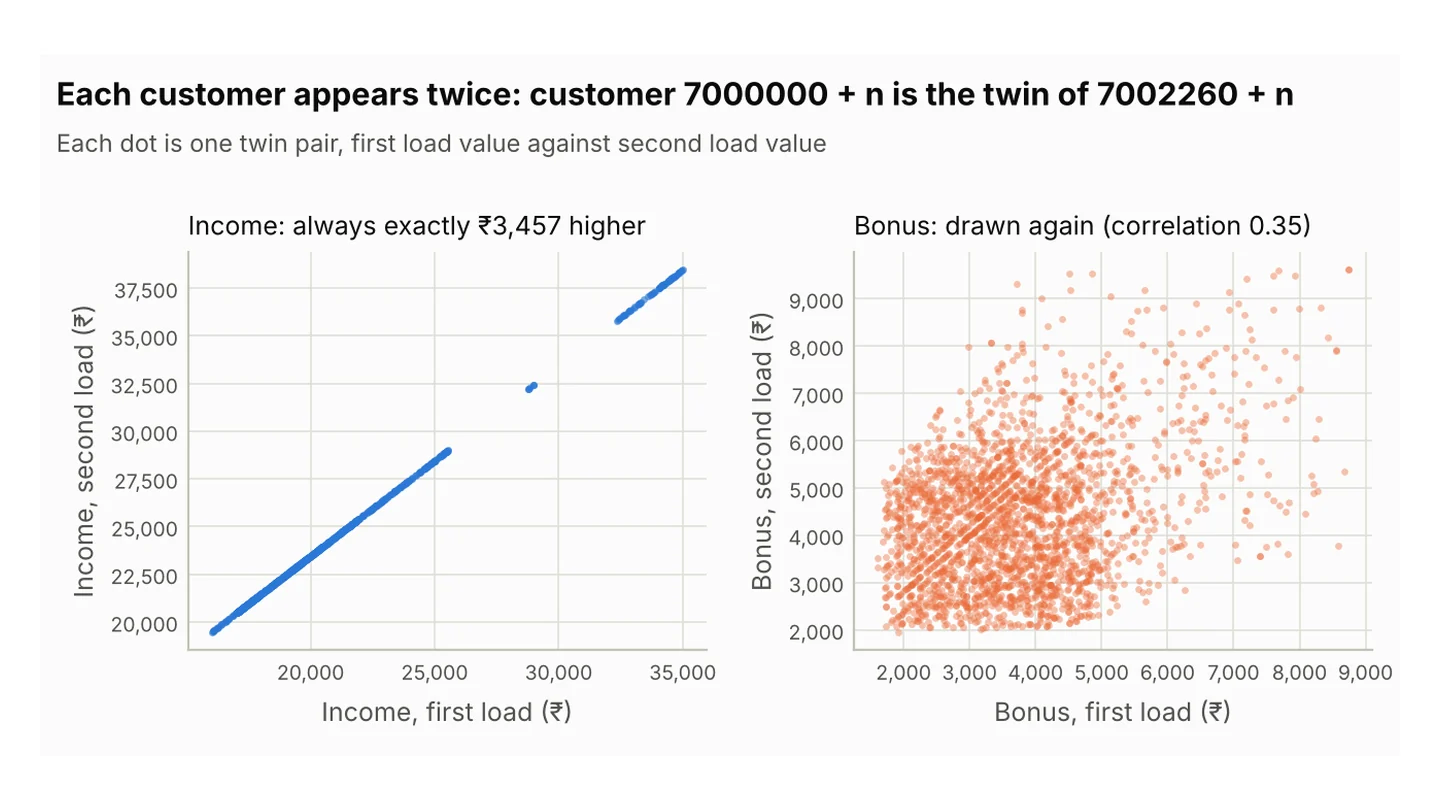 Each customer appears twice: customer 7000000 + n is the twin of 7002260 + n
Each dot is one twin pair, first load value against second load value
Income: always exactly ₹3,457 higher
Income, second load (₹)
37,500
35,000
32,500
30,000
27,500
25,000
22,500
20,000
20,000 25,000 30,000 35,000
Income, first load (₹)
Bonus: drawn again (correlation 0.35)
Bonus, second load (₹)
9,000
8,000
7,000
6,000
5,000
4,000
3,000
2,000
2,000 3,000 4,000 5,000 6,000 7,000 8,000 9,000
Bonus, first load (₹)